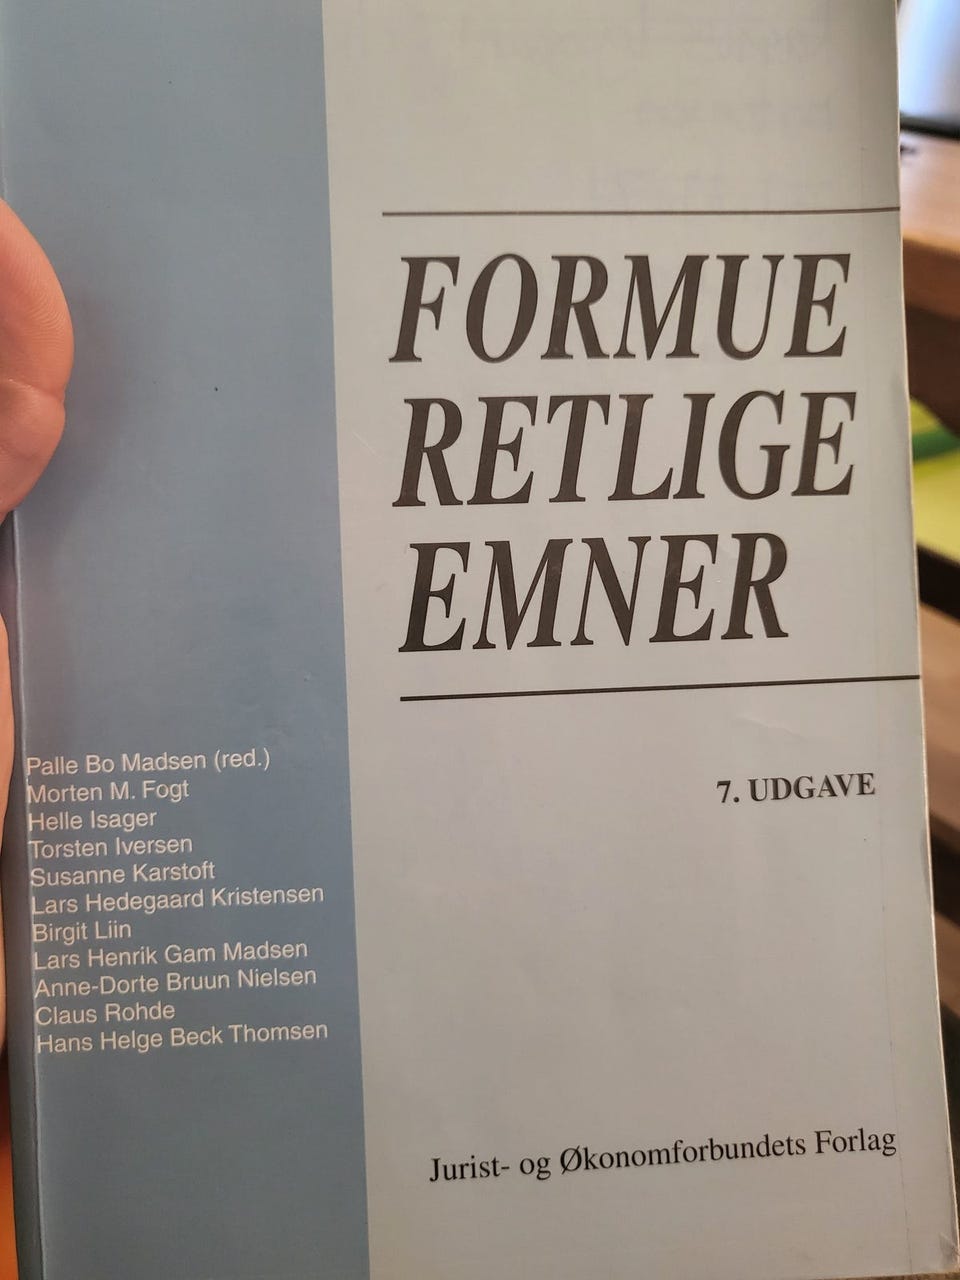 FORMUE
RETLIGE
EMNER
7. UDGAVE
Palle Bo Madsen (red.)
Morten M. Fogt
Helle Isager
Torsten Iversen
Susanne Karstoft
Lars Hedegaard Kristensen
Birgit Liin
Lars Henrik Gam Madsen
Anne-Dorte Bruun Nielsen
Claus Rohde
Hans Helge Beck Thomsen
Jurist- og Økonomforbundets Forlag